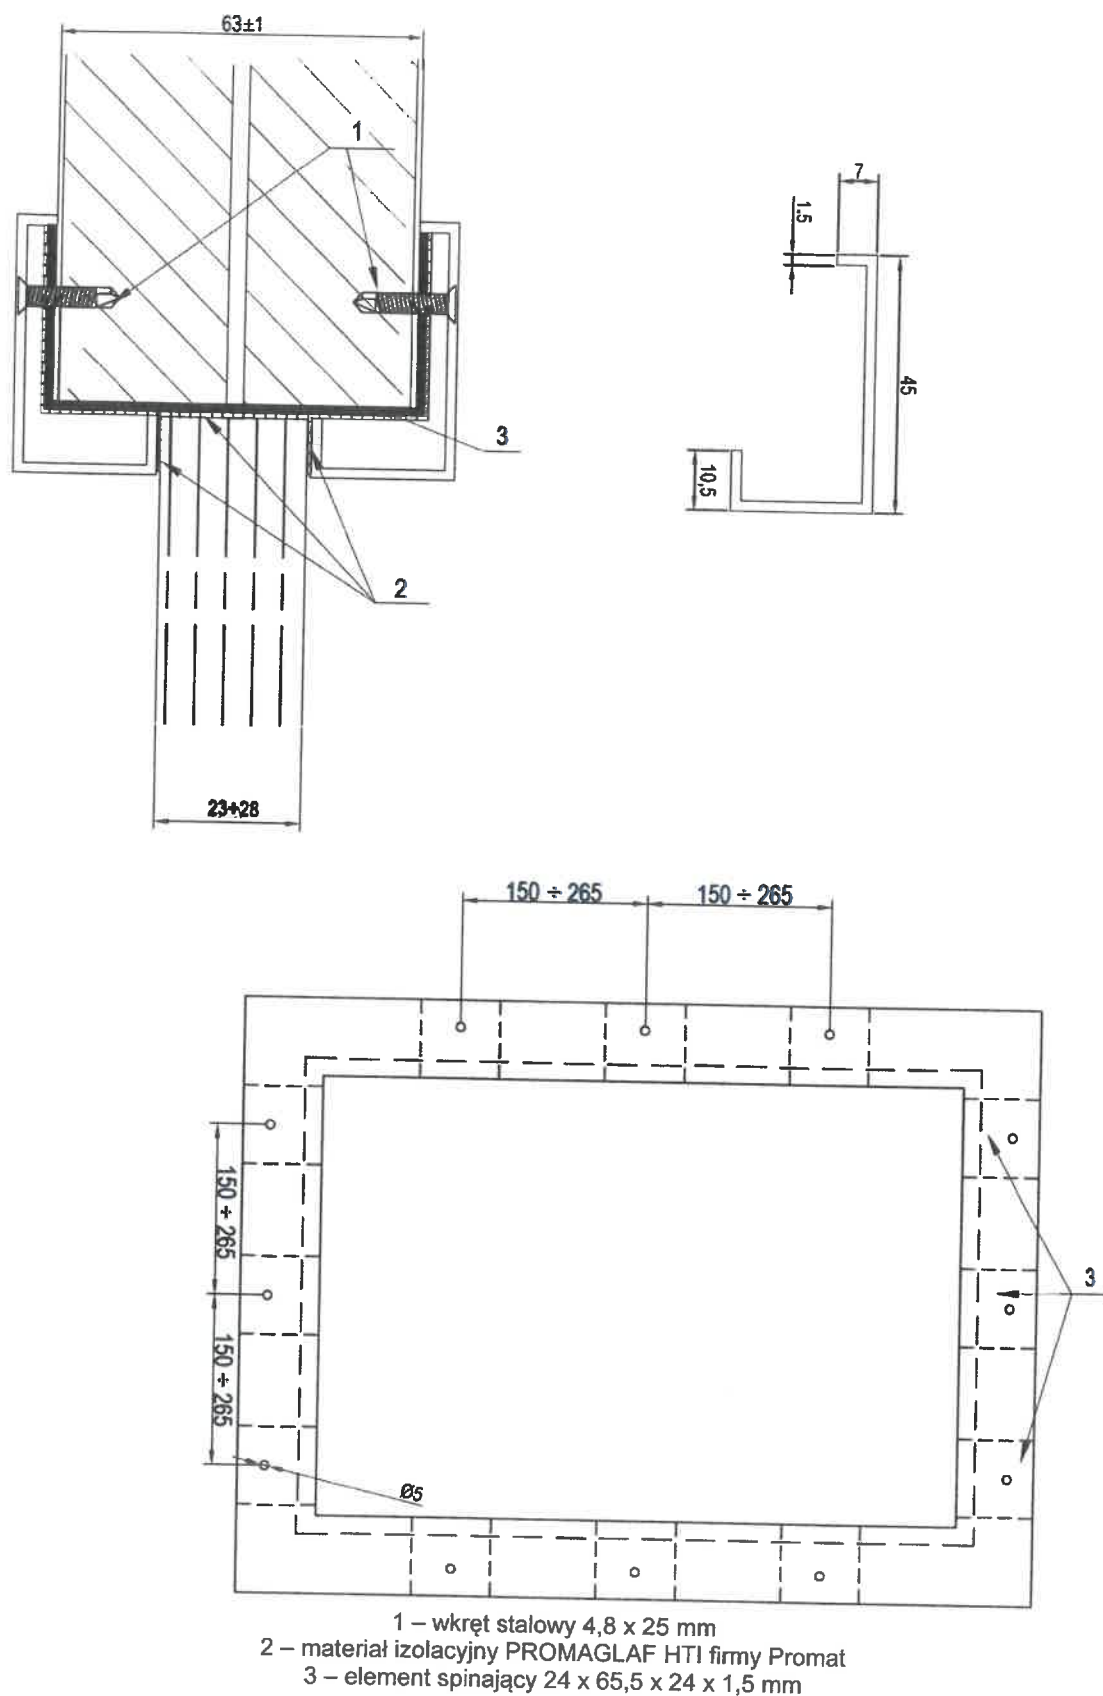 63±1
1
7
1.5
45
3
10,5
2
23÷28
150 ÷ 265
150 ÷ 265
150 ÷ 265
3
150 ÷ 265
Ø5
1 – wkręt stalowy 4,8 x 25 mm
2 – materiał izolacyjny PROMAGLAF HTI firmy Promat
3 – element spinający 24 x 65,5 x 24 x 1,5 mm